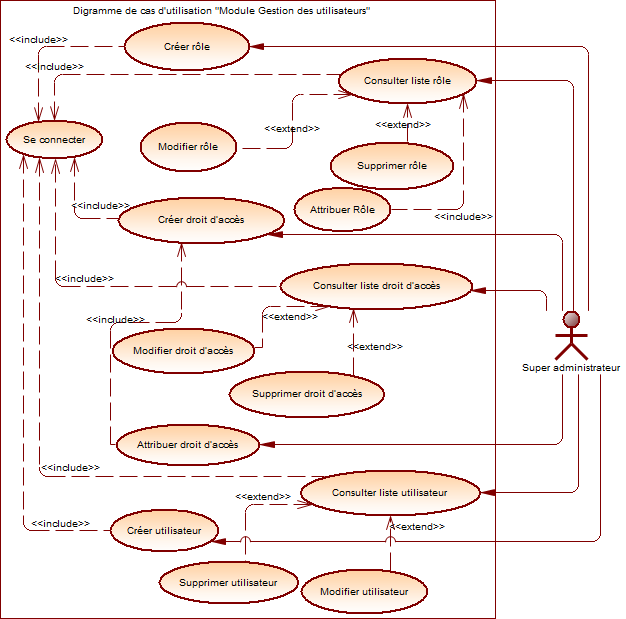 Digramme de cas d'utilisation "Module Gestion des utilisateurs"
<<include>>
Créer rôle
<<include>>
Consulter liste rôle
<<extend>>
<<extend>>
Se connecter
Modifier rôle
Supprimer rôle
<<include>>
Attribuer Rôle
<<include>>
Créer droit d'accès
<<include>>
Consulter liste droit d'accès
<<include>>
<<extend>>
Modifier droit d'accès
<<extend>>
Super administrateur
Supprimer droit d'accès
Attribuer droit d'accès
<<include>>
Consulter liste utilisateur
<<extend>>
<<include>>
Créer utilisateur
<<extend>>
Supprimer utilisateur
Modifier utilisateur